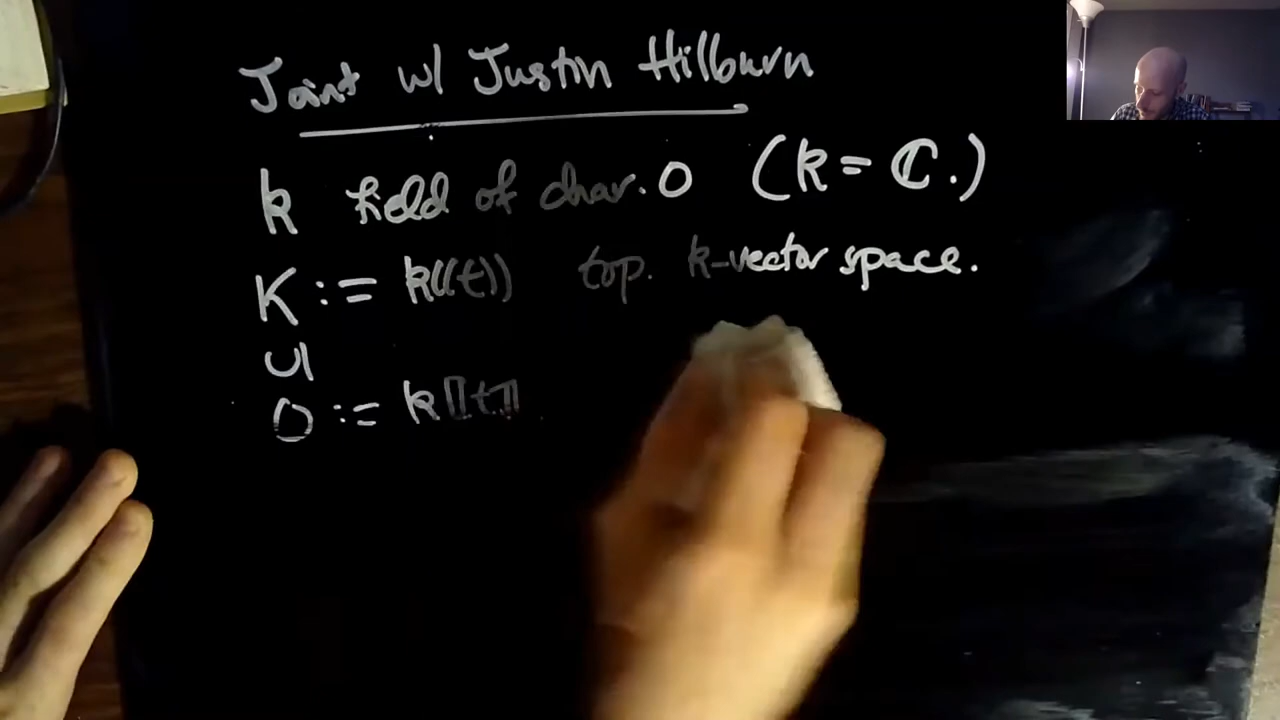 Joint w/ Justin Hilburn
k field of char. 0 (k = ℂ.)
K := k((t)) top. k-vector space.
∪|
O := k[[t]]